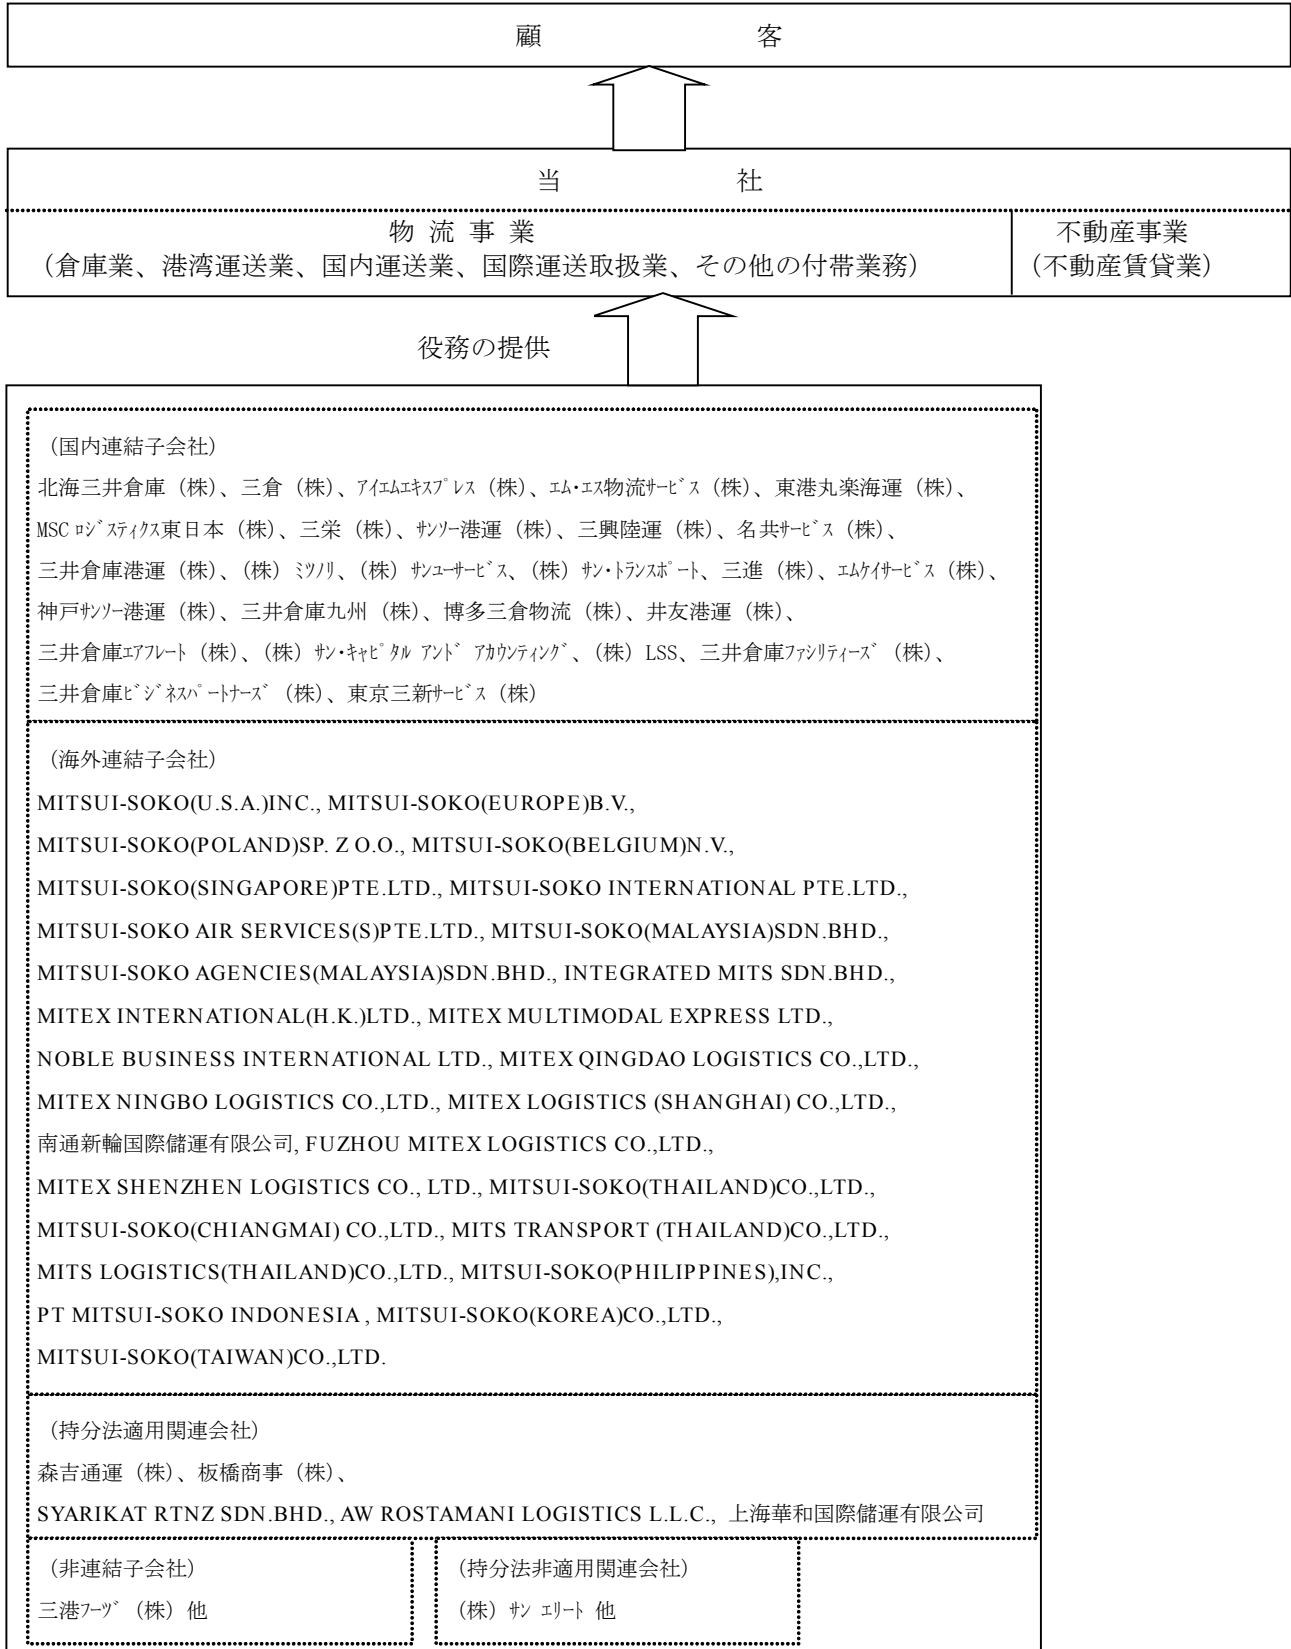 顧 客
当 社
物 流 事 業
(倉庫業、港湾運送業、国内運送業、国際運送取扱業、その他の付帯業務)
不動産事業
(不動産賃貸業)
役務の提供
(国内連結子会社)
北海三井倉庫 (株)、三倉 (株)、ｱｲｴﾑｴｷｽﾌﾟﾚｽ (株)、ｴﾑ･ｴｽ物流ｻｰﾋﾞｽ (株)、東港丸楽海運 (株)、
MSC ﾛｼﾞｽﾃｨｸｽ東日本 (株)、三栄 (株)、ｻﾝｿｰ港運 (株)、三興陸運 (株)、名共ｻｰﾋﾞｽ (株)、
三井倉庫港運 (株)、(株) ﾐﾂﾉﾘ、(株) ｻﾝﾕｰｻｰﾋﾞｽ、(株) ｻﾝ･ﾄﾗﾝｽﾎﾟｰﾄ、三進 (株)、ｴﾑｹｲｻｰﾋﾞｽ (株)、
神戸ｻﾝｿｰ港運 (株)、三井倉庫九州 (株)、博多三倉物流 (株)、井友港運 (株)、
三井倉庫ｴｱﾌﾚｰﾄ (株)、(株) ｻﾝ･ｷｬﾋﾟﾀﾙ ｱﾝﾄﾞ ｱｶｳﾝﾃｨﾝｸﾞ、(株) LSS、三井倉庫ﾌｧｼﾘﾃｨｰｽﾞ (株)、
三井倉庫ﾋﾞｼﾞﾈｽﾊﾟｰﾄﾅｰｽﾞ (株)、東京三新ｻｰﾋﾞｽ (株)
(海外連結子会社)
MITSUI-SOKO(U.S.A.)INC., MITSUI-SOKO(EUROPE)B.V.,
MITSUI-SOKO(POLAND)SP. Z O.O., MITSUI-SOKO(BELGIUM)N.V.,
MITSUI-SOKO(SINGAPORE)PTE.LTD., MITSUI-SOKO INTERNATIONAL PTE.LTD.,
MITSUI-SOKO AIR SERVICES(S)PTE.LTD., MITSUI-SOKO(MALAYSIA)SDN.BHD.,
MITSUI-SOKO AGENCIES(MALAYSIA)SDN.BHD., INTEGRATED MITS SDN.BHD.,
MITEX INTERNATIONAL(H.K.)LTD., MITEX MULTIMODAL EXPRESS LTD.,
NOBLE BUSINESS INTERNATIONAL LTD., MITEX QINGDAO LOGISTICS CO.,LTD.,
MITEX NINGBO LOGISTICS CO.,LTD., MITEX LOGISTICS (SHANGHAI) CO.,LTD.,
南通新輪国際儲運有限公司, FUZHOU MITEX LOGISTICS CO.,LTD.,
MITEX SHENZHEN LOGISTICS CO., LTD., MITSUI-SOKO(THAILAND)CO.,LTD.,
MITSUI-SOKO(CHIANGMAI) CO.,LTD., MITS TRANSPORT (THAILAND)CO.,LTD.,
MITS LOGISTICS(THAILAND)CO.,LTD., MITSUI-SOKO(PHILIPPINES),INC.,
PT MITSUI-SOKO INDONESIA , MITSUI-SOKO(KOREA)CO.,LTD.,
MITSUI-SOKO(TAIWAN)CO.,LTD.
(持分法適用関連会社)
森吉通運 (株)、板橋商事 (株)、
SYARIKAT RTNZ SDN.BHD., AW ROSTAMANI LOGISTICS L.L.C., 上海華和国際儲運有限公司
(非連結子会社)
三港ﾌｰｽﾞ (株) 他
(持分法非適用関連会社)
(株) ｻﾝ ｴﾘｰﾄ 他